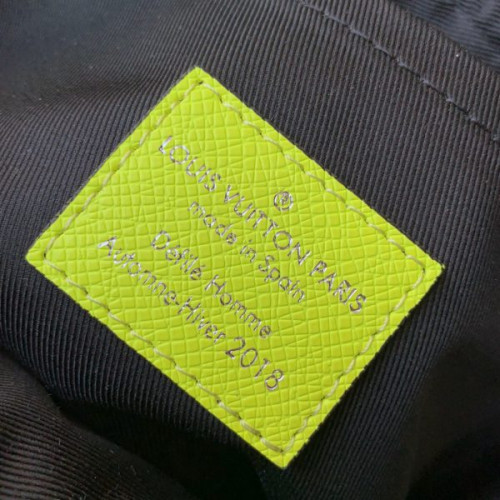 ®
LOUIS VUITTON PARIS
made in Spain
Défilé Homme
Automne-Hiver 2018